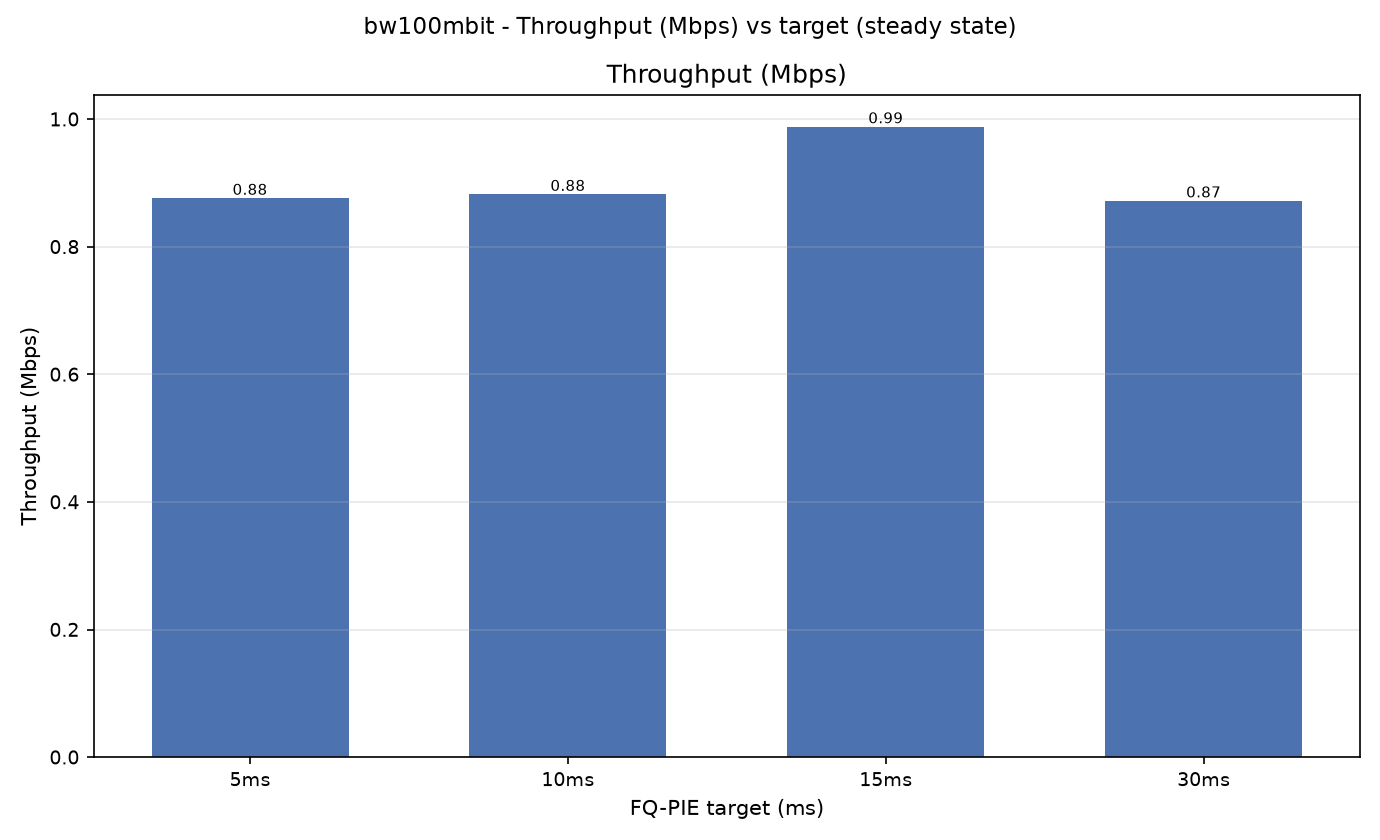 bw100mbit - Throughput (Mbps) vs target (steady state)
Throughput (Mbps)
1.0
0.8
0.6
0.4
0.2
0.0
Throughput (Mbps)
0.88
0.88
0.99
0.87
5ms
10ms
15ms
30ms
FQ-PIE target (ms)